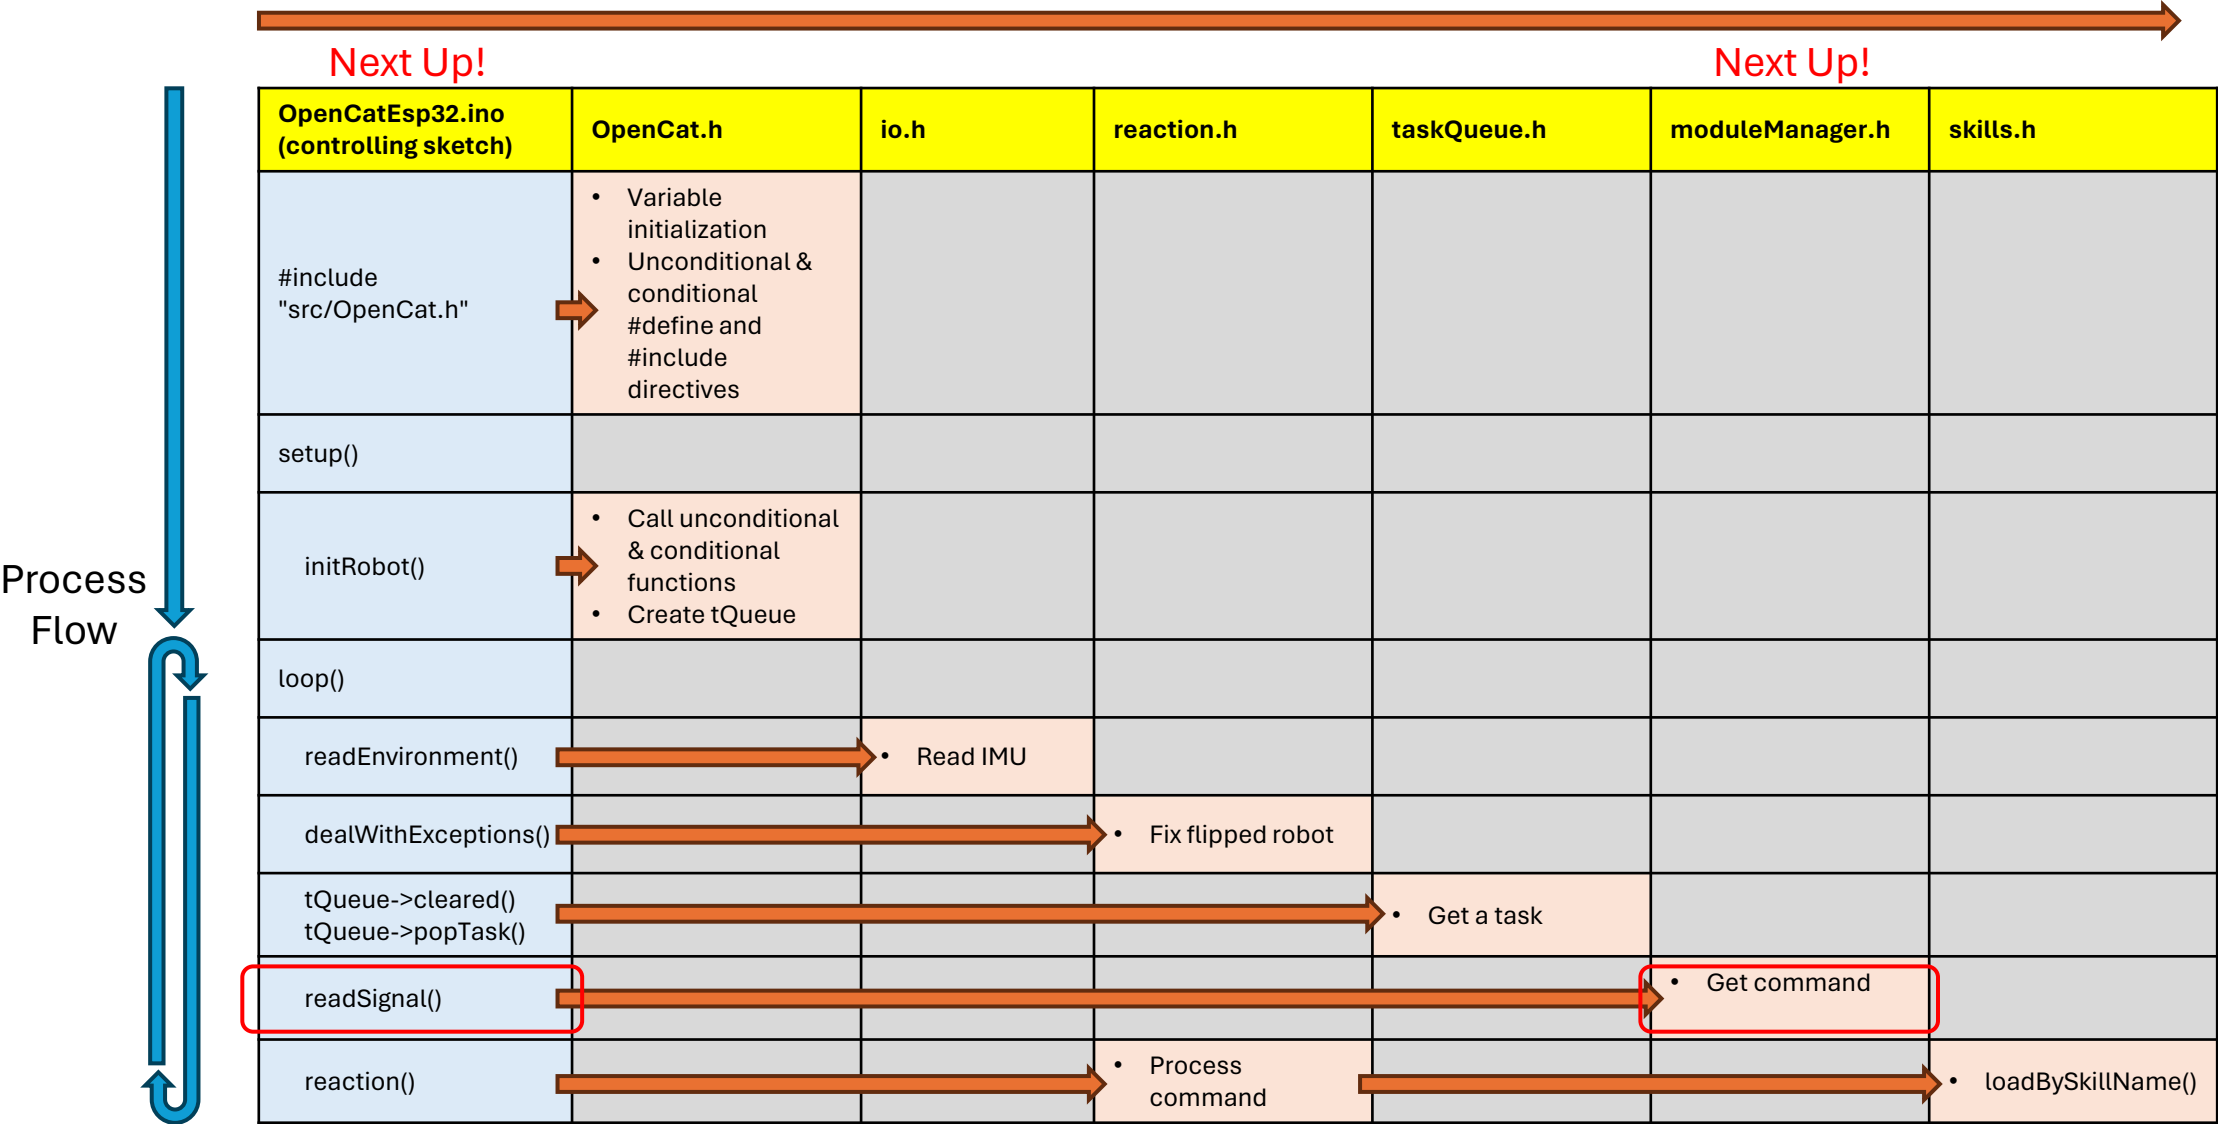 Next Up!
Next Up!
OpenCatEsp32.ino
(controlling sketch)
OpenCat.h
io.h
reaction.h
taskQueue.h
moduleManager.h
skills.h
#include
"src/OpenCat.h"
• Variable
initialization
• Unconditional &
conditional
#define and
#include
directives
setup()
Process
Flow
initRobot()
• Call unconditional
& conditional
functions
• Create tQueue
loop()
readEnvironment()
• Read IMU
dealWithExceptions()
• Fix flipped robot
tQueue->cleared()
tQueue->popTask()
• Get a task
readSignal()
• Get command
reaction()
• Process
command
• loadBySkillName()